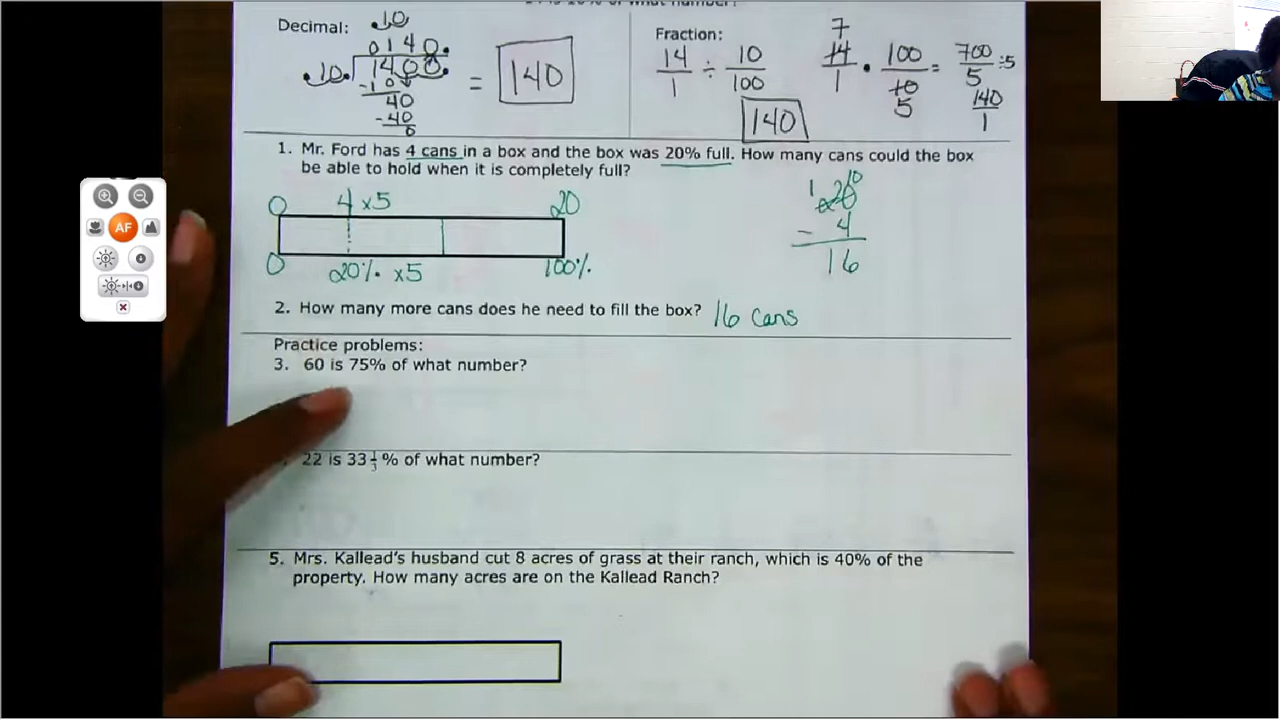 Decimal:
.10
0140.
.10. 1400.
-10
40
-40
0
= 140
Fraction:
14/1 ÷ 10/100
7
14/1 • 100/10 = 700/5 ÷5
5
140/1
140
1. Mr. Ford has 4 cans in a box and the box was 20% full. How many cans could the box
be able to hold when it is completely full?
0 4 x5 20
0 20% x5 100%
1 10
20
- 4
16
2. How many more cans does he need to fill the box? 16 cans
Practice problems:
3. 60 is 75% of what number?
22 is 33 1/3 % of what number?
5. Mrs. Kallead's husband cut 8 acres of grass at their ranch, which is 40% of the
property. How many acres are on the Kallead Ranch?
AF